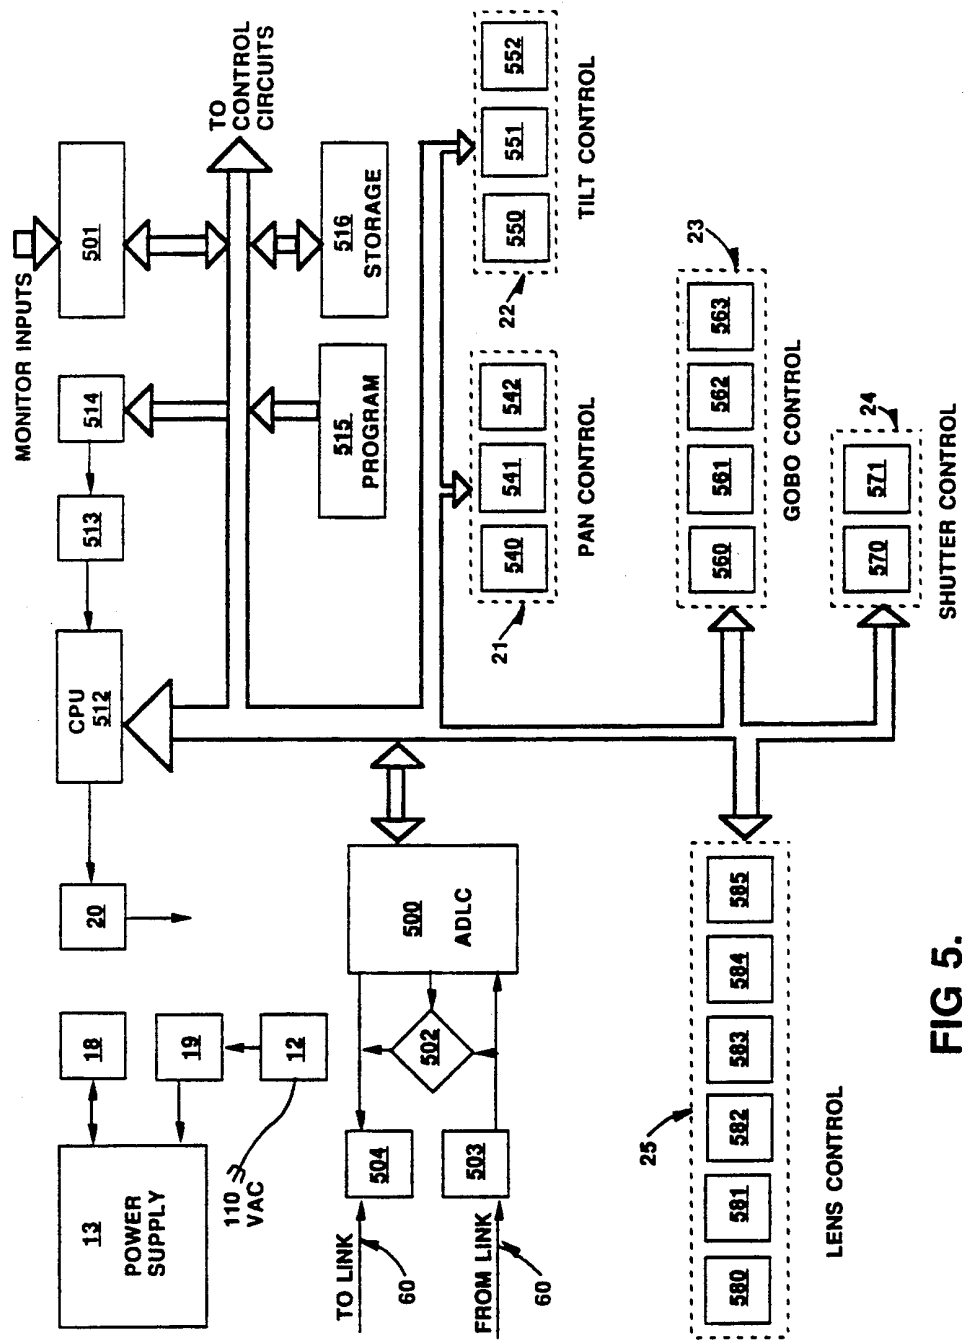 MONITOR INPUTS
501
514
513
CPU
512
20
TO
CONTROL
CIRCUITS
516
STORAGE
515
PROGRAM
18
19
12
13
POWER
SUPPLY
110
VAC
500
ADLC
502
504
503
TO LINK
60
FROM LINK
60
550
551
552
22
TILT CONTROL
540
541
542
21
PAN CONTROL
560
561
562
563
23
GOBO CONTROL
570
571
24
SHUTTER CONTROL
580
581
582
583
584
585
25
LENS CONTROL
FIG 5.